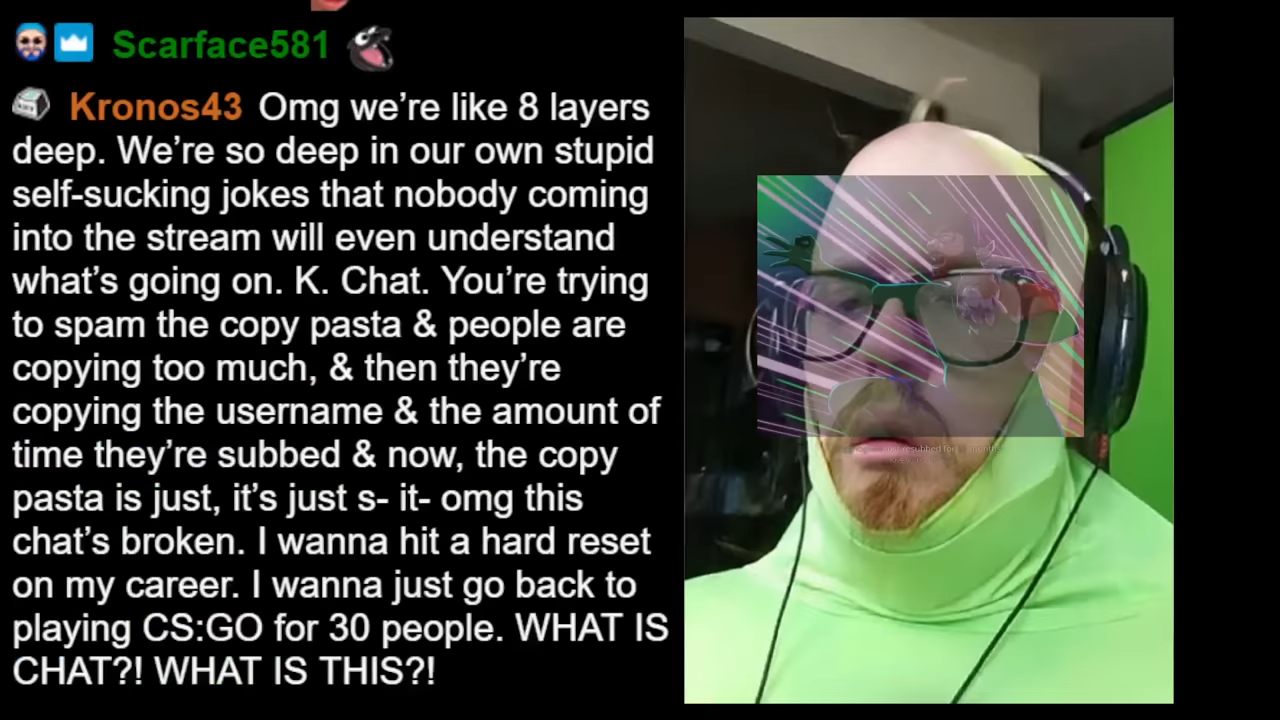 Scarface581
Kronos43 Omg we’re like 8 layers
deep. We’re so deep in our own stupid
self-sucking jokes that nobody coming
into the stream will even understand
what’s going on. K. Chat. You’re trying
to spam the copy pasta & people are
copying too much, & then they’re
copying the username & the amount of
time they’re subbed & now, the copy
pasta is just, it’s just s- it- omg this
chat’s broken. I wanna hit a hard reset
on my career. I wanna just go back to
playing CS:GO for 30 people. WHAT IS
CHAT?! WHAT IS THIS?!
resubbed for